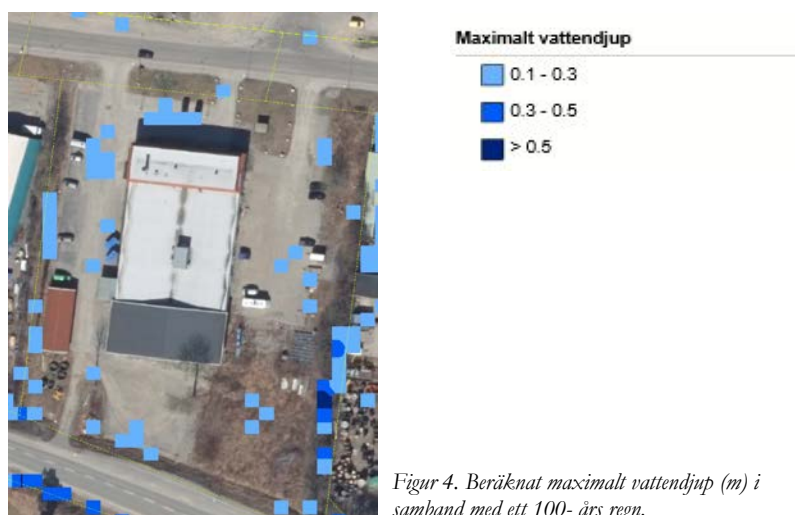 Maximalt vattendjup
0.1 - 0.3
0.3 - 0.5
> 0.5
Figur 4. Beräknat maximalt vattendjup (m) i
samband med ett 100- års regn.